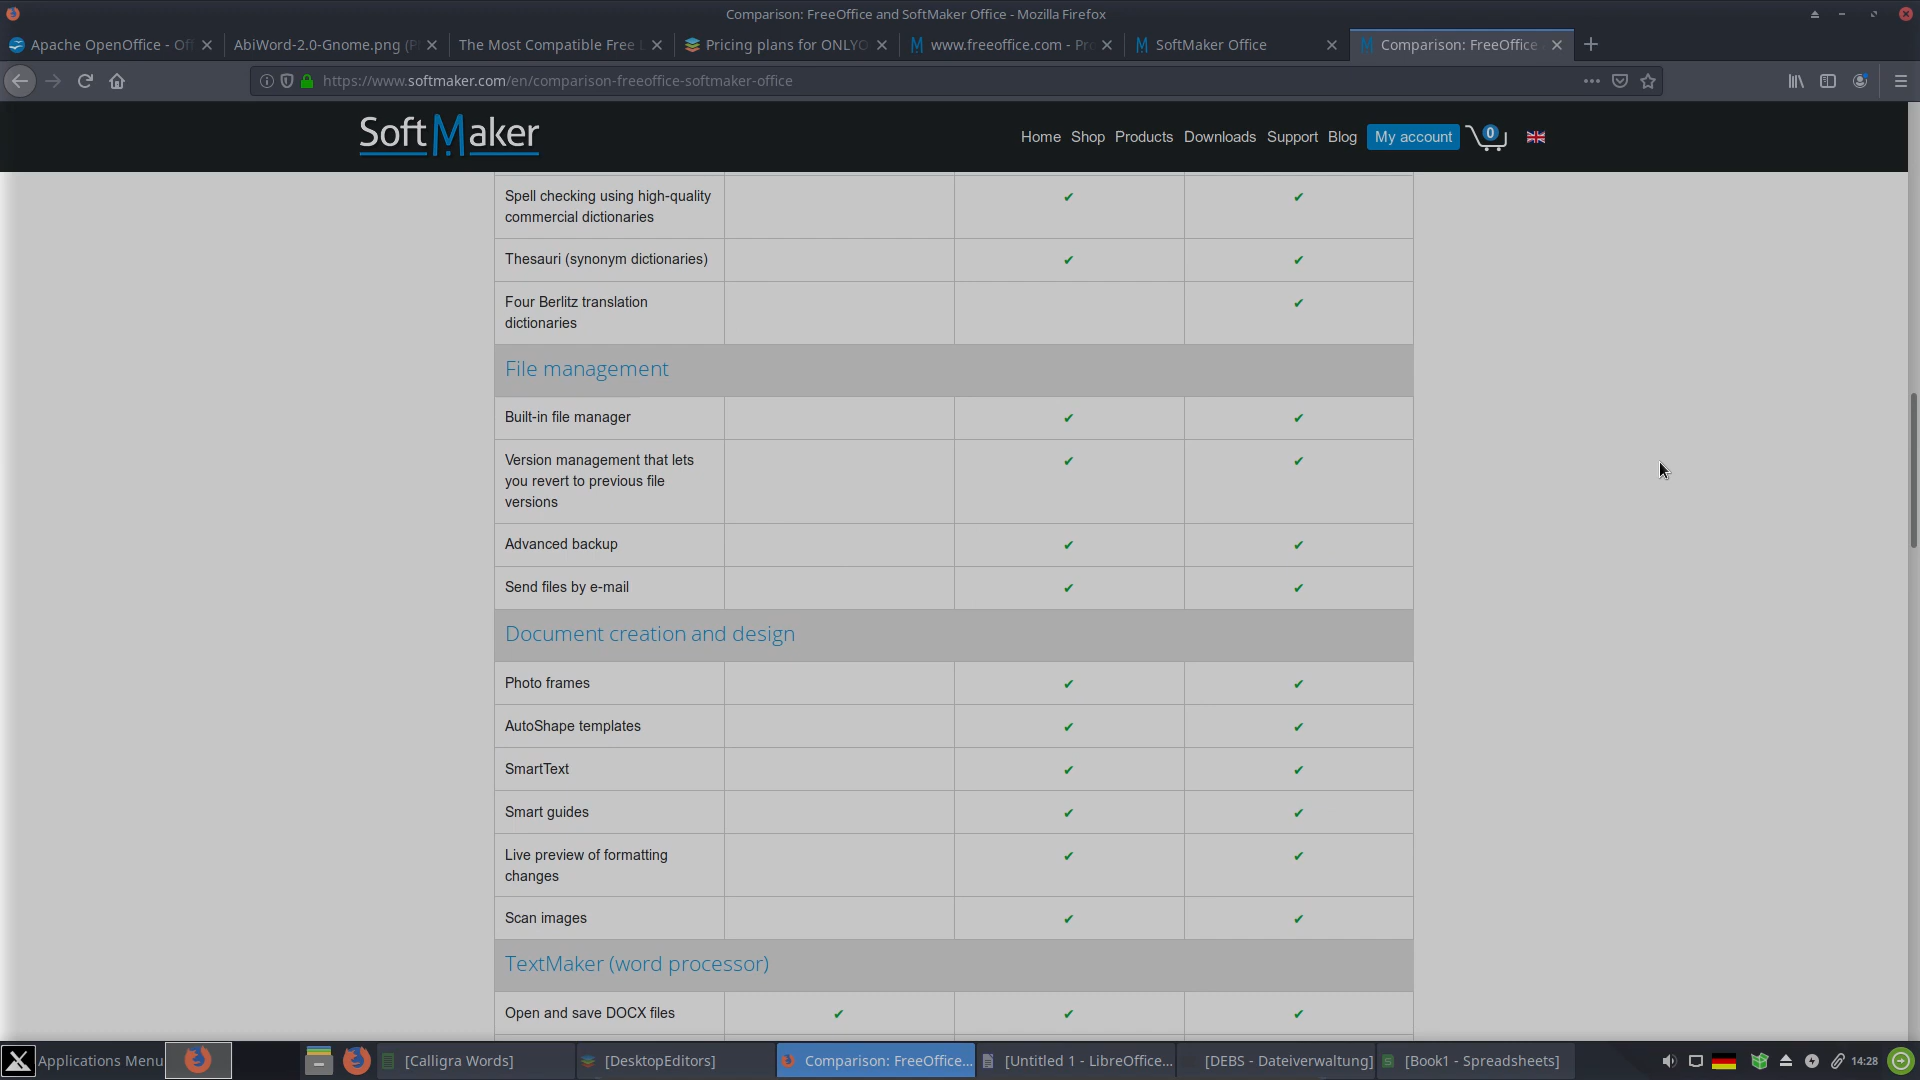 Comparison: FreeOffice and SoftMaker Office - Mozilla Firefox
Apache OpenOffice - Of
AbiWord-2.0-Gnome.png (P
The Most Compatible Free L
Pricing plans for ONLYO
www.freeoffice.com - Pr
SoftMaker Office
Comparison: FreeOffice
https://www.softmaker.com/en/comparison-freeoffice-softmaker-office
SoftMaker
Home Shop Products Downloads Support Blog My account 0
Spell checking using high-quality
commercial dictionaries
✔ ✔
Thesauri (synonym dictionaries) ✔ ✔
Four Berlitz translation
dictionaries
✔
File management
Built-in file manager ✔ ✔
Version management that lets
you revert to previous file
versions
✔ ✔
Advanced backup ✔ ✔
Send files by e-mail ✔ ✔
Document creation and design
Photo frames ✔ ✔
AutoShape templates ✔ ✔
SmartText ✔ ✔
Smart guides ✔ ✔
Live preview of formatting
changes
✔ ✔
Scan images ✔ ✔
TextMaker (word processor)
Open and save DOCX files ✔ ✔ ✔
Applications Menu
[Calligra Words]
[DesktopEditors]
Comparison: FreeOffice...
[Untitled 1 - LibreOffice...
[DEBS - Dateiverwaltung]
[Book1 - Spreadsheets]
14:28